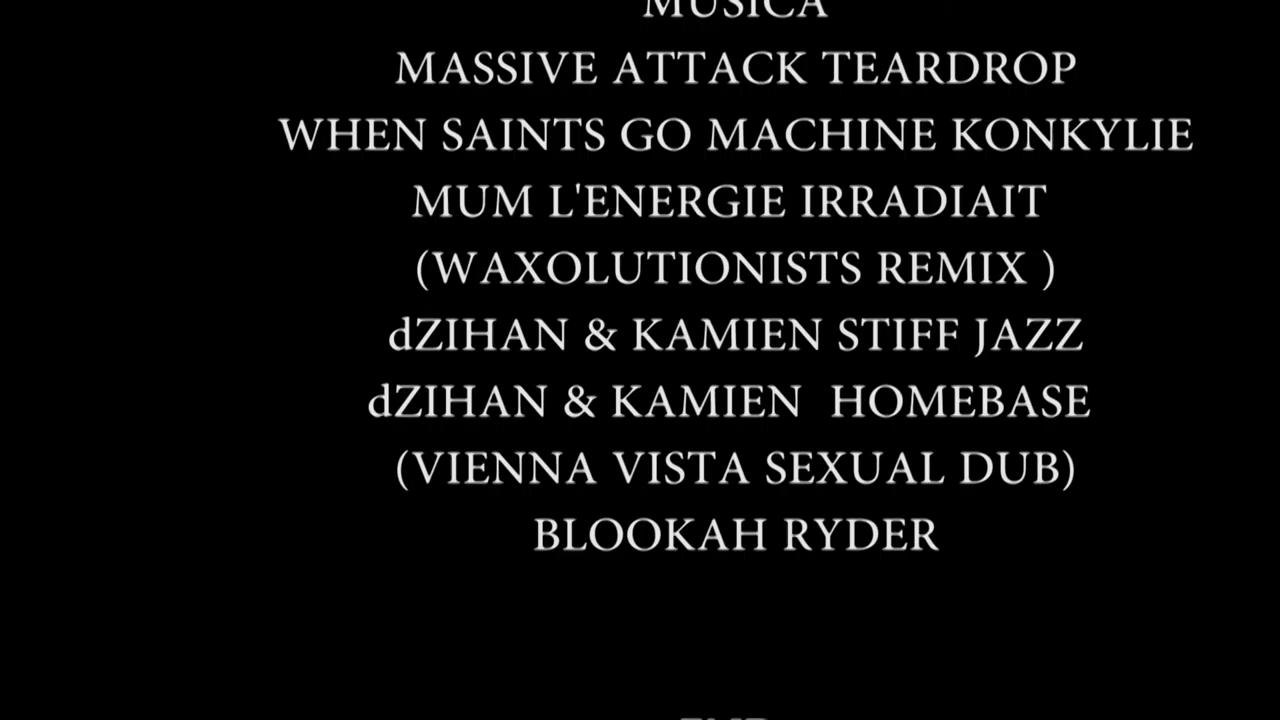 MUSICA
MASSIVE ATTACK TEARDROP
WHEN SAINTS GO MACHINE KONKYLIE
MUM L'ENERGIE IRRADIAIT
(WAXOLUTIONISTS REMIX )
dZIHAN & KAMIEN STIFF JAZZ
dZIHAN & KAMIEN  HOMEBASE
(VIENNA VISTA SEXUAL DUB)
BLOOKAH RYDER